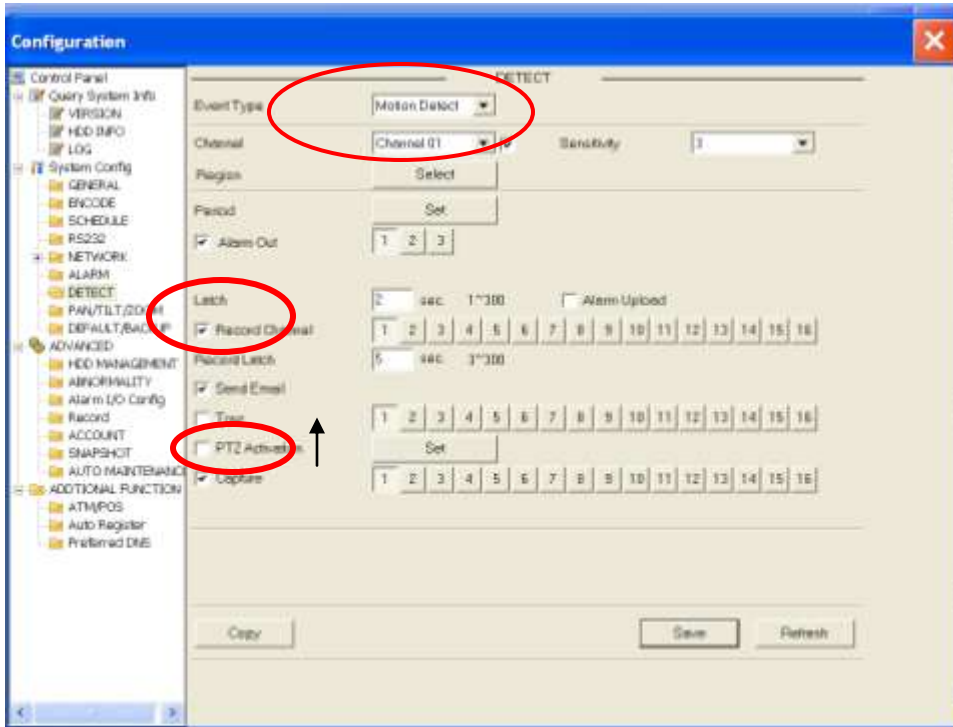 Configuration
Control Panel
Query System Info
VERSION
HDD INFO
LOG
System Config
GENERAL
ENCODE
SCHEDULE
RS232
NETWORK
ALARM
DETECT
PAN/TILT/ZOOM
DEFAULT/BACKUP
ADVANCED
HDD MANAGEMENT
ABNORMALITY
Alarm I/O Config
Record
ACCOUNT
SNAPSHOT
AUTO MAINTENANCE
ADDTIONAL FUNCTION
ATM/POS
Auto Register
Preferred DNS
DETECT
Event Type Motion Detect
Channel Channel 01 Sensitivity 3
Region Select
Period Set
Alarm Out 1 2 3
Latch 2 sec. 1~300 Alarm Upload
Record Channel 1 2 3 4 5 6 7 8 9 10 11 12 13 14 15 16
Record Latch 5 sec. 3~300
Send Email
Tour 1 2 3 4 5 6 7 8 9 10 11 12 13 14 15 16
PTZ Activation Set
Capture 1 2 3 4 5 6 7 8 9 10 11 12 13 14 15 16
Copy Save Refresh